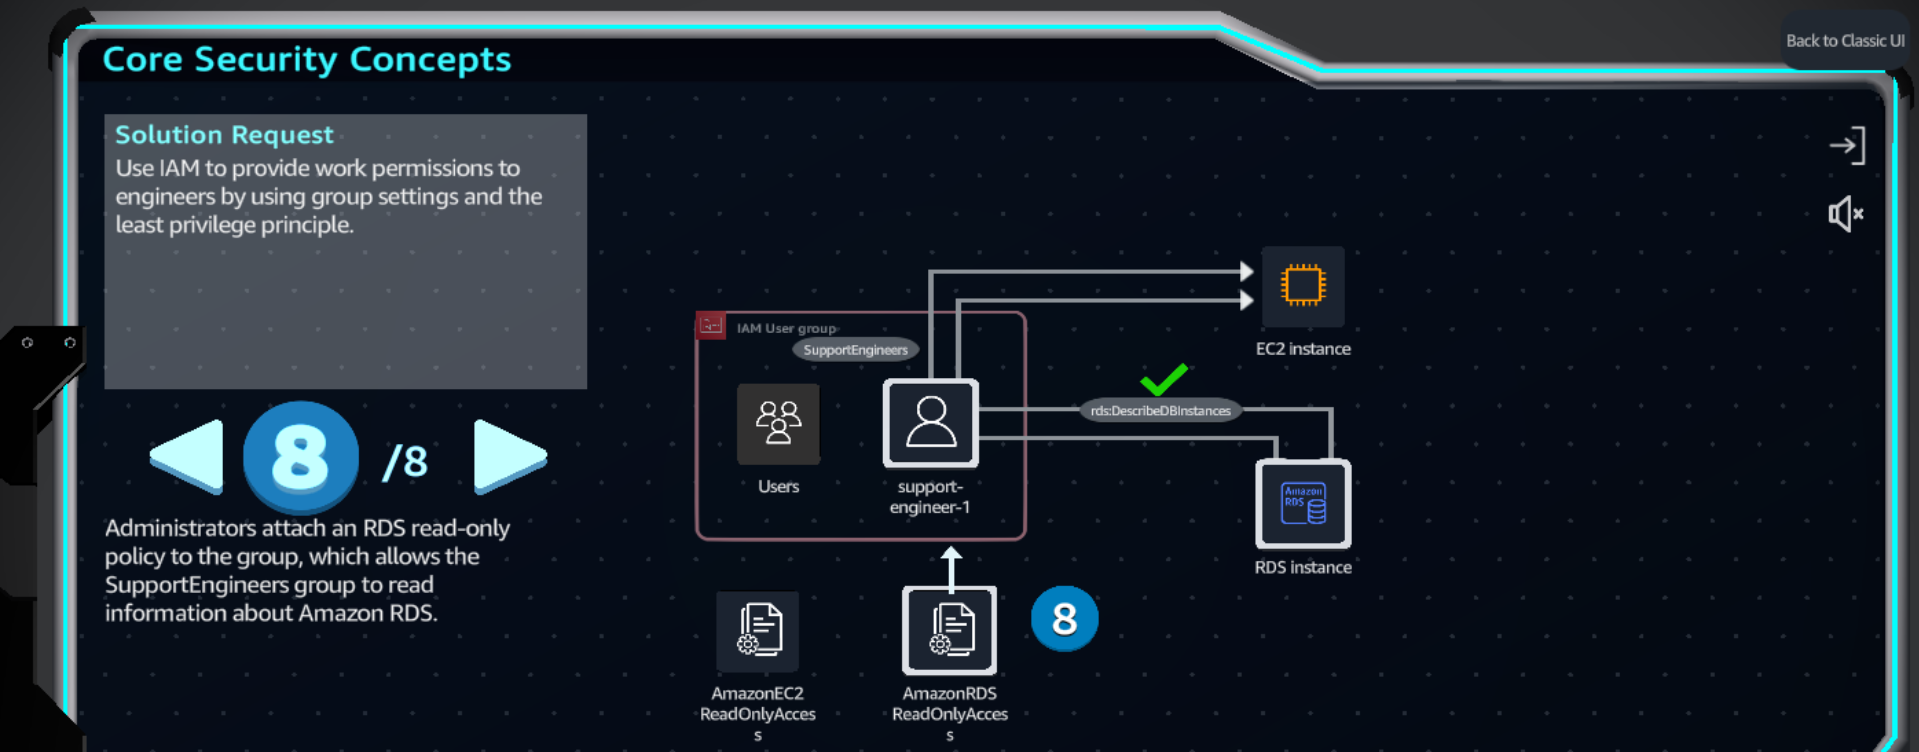 Back to Classic UI
Core Security Concepts
Solution Request
Use IAM to provide work permissions to
engineers by using group settings and the
least privilege principle.
8
/8
Administrators attach an RDS read-only
policy to the group, which allows the
SupportEngineers group to read
information about Amazon RDS.
IAM User group
SupportEngineers
Users
support-
engineer-1
EC2 instance
rds:DescribeDBInstances
Amazon
RDS
RDS instance
8
AmazonEC2
ReadOnlyAcces
s
AmazonRDS
ReadOnlyAcces
s